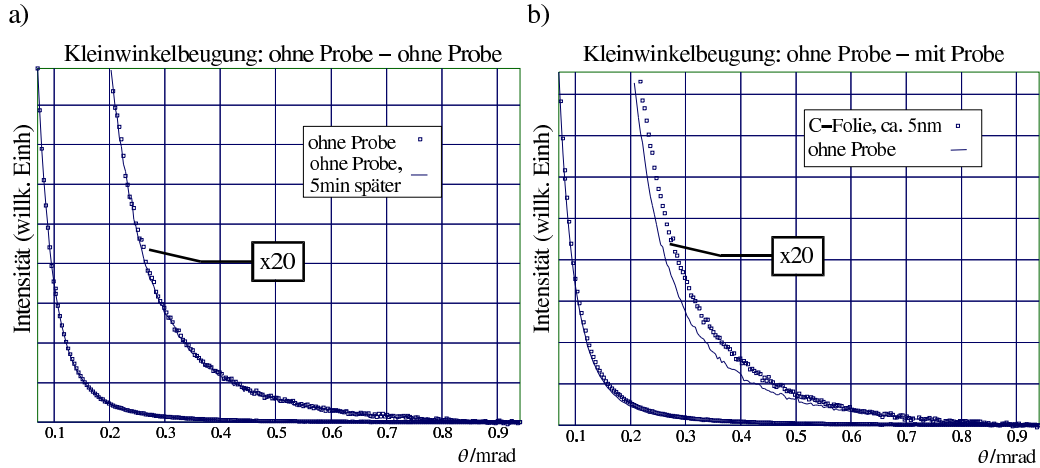 a)
Kleinwinkelbeugung: ohne Probe − ohne Probe
Intensität (willk. Einh)
ohne Probe
ohne Probe,
5min später
x20
0.1 0.2 0.3 0.4 0.5 0.6 0.7 0.8 0.9
θ/mrad
b)
Kleinwinkelbeugung: ohne Probe − mit Probe
Intensität (willk. Einh)
C−Folie, ca. 5nm
ohne Probe
x20
0.1 0.2 0.3 0.4 0.5 0.6 0.7 0.8 0.9
θ/mrad